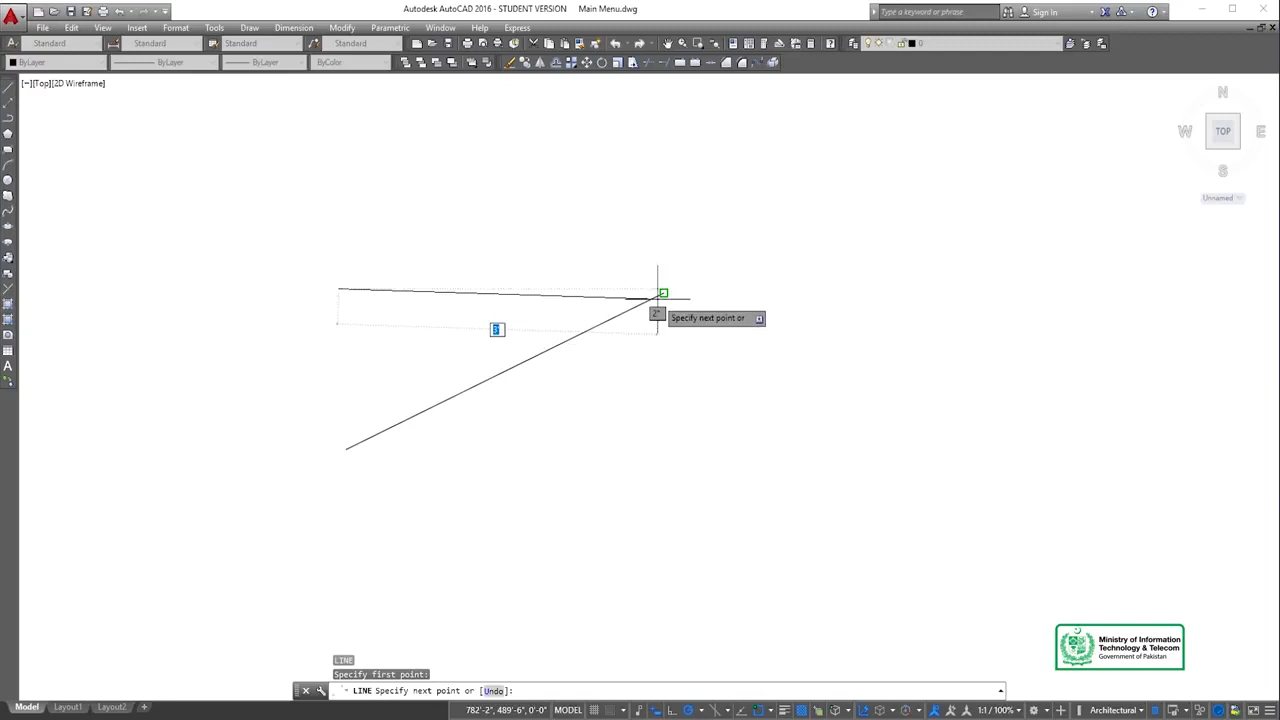 Autodesk AutoCAD 2016 - STUDENT VERSION Main Menu.dwg
Type a keyword or phrase
Sign In
File Edit View Insert Format Tools Draw Dimension Modify Parametric Window Help Express
Standard Standard Standard Standard 0
ByLayer ByLayer ByLayer ByColor
[−][Top][2D Wireframe]
N
W TOP E
S
Unnamed
2°
Specify next point or
3'
LINE
Specify first point:
LINE Specify next point or [Undo]:
Ministry of Information
Technology & Telecom
Government of Pakistan
Model Layout1 Layout2 +
782'-2", 489'-6", 0'-0" MODEL 1:1 / 100% Architectural